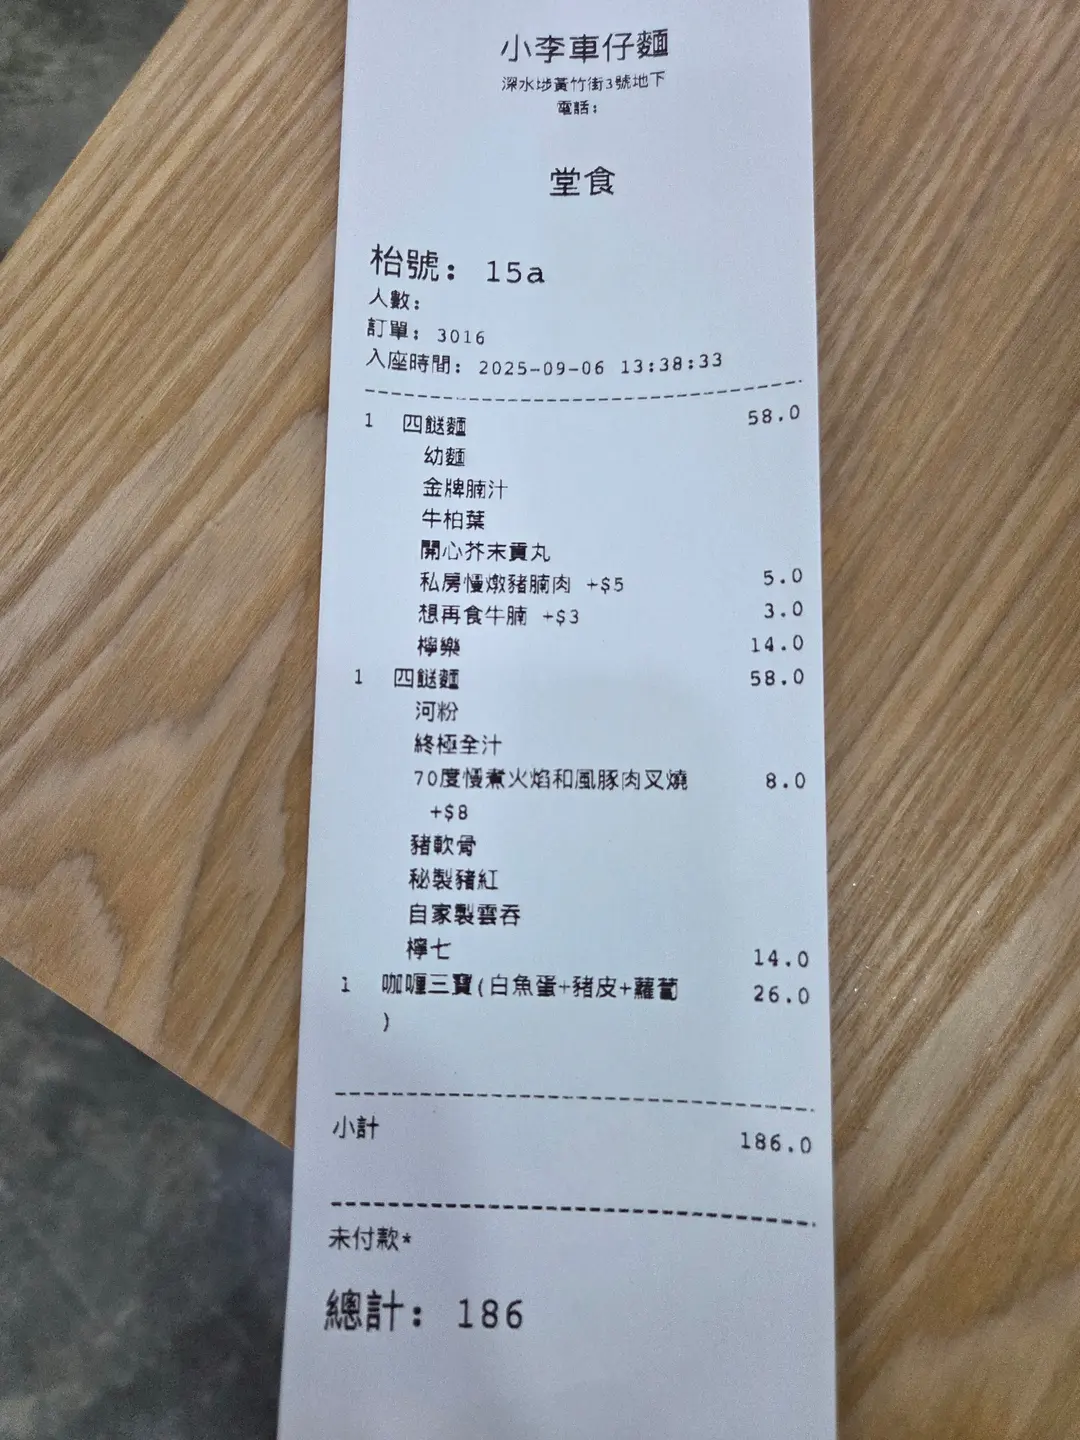 小李車仔麵
深水埗黃竹街3號地下
電話:
堂食
枱號: 15a
人數:
訂單: 3016
入座時間: 2025-09-06 13:38:33
1 四餸麵 58.0
幼麵
金牌腩汁
牛柏葉
開心芥末貢丸
私房慢燉豬腩肉 +$5 5.0
想再食牛腩 +$3 3.0
檸樂 14.0
1 四餸麵 58.0
河粉
終極全汁
70度慢煮火焰和風豚肉叉燒 8.0
+$8
豬軟骨
秘製豬紅
自家製雲吞
檸七 14.0
1 咖喱三寶(白魚蛋+豬皮+蘿蔔 26.0
)
小計 186.0
未付款*
總計: 186